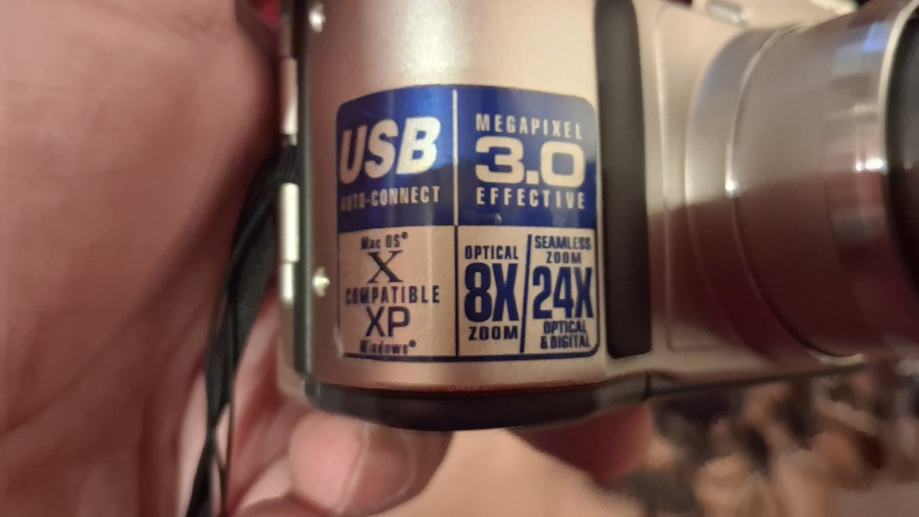 USB
AUTO-CONNECT
MEGAPIXEL
3.0
EFFECTIVE
Mac OS®
X
COMPATIBLE
XP
Windows®
OPTICAL
8X
ZOOM
SEAMLESS
ZOOM
24X
OPTICAL
& DIGITAL